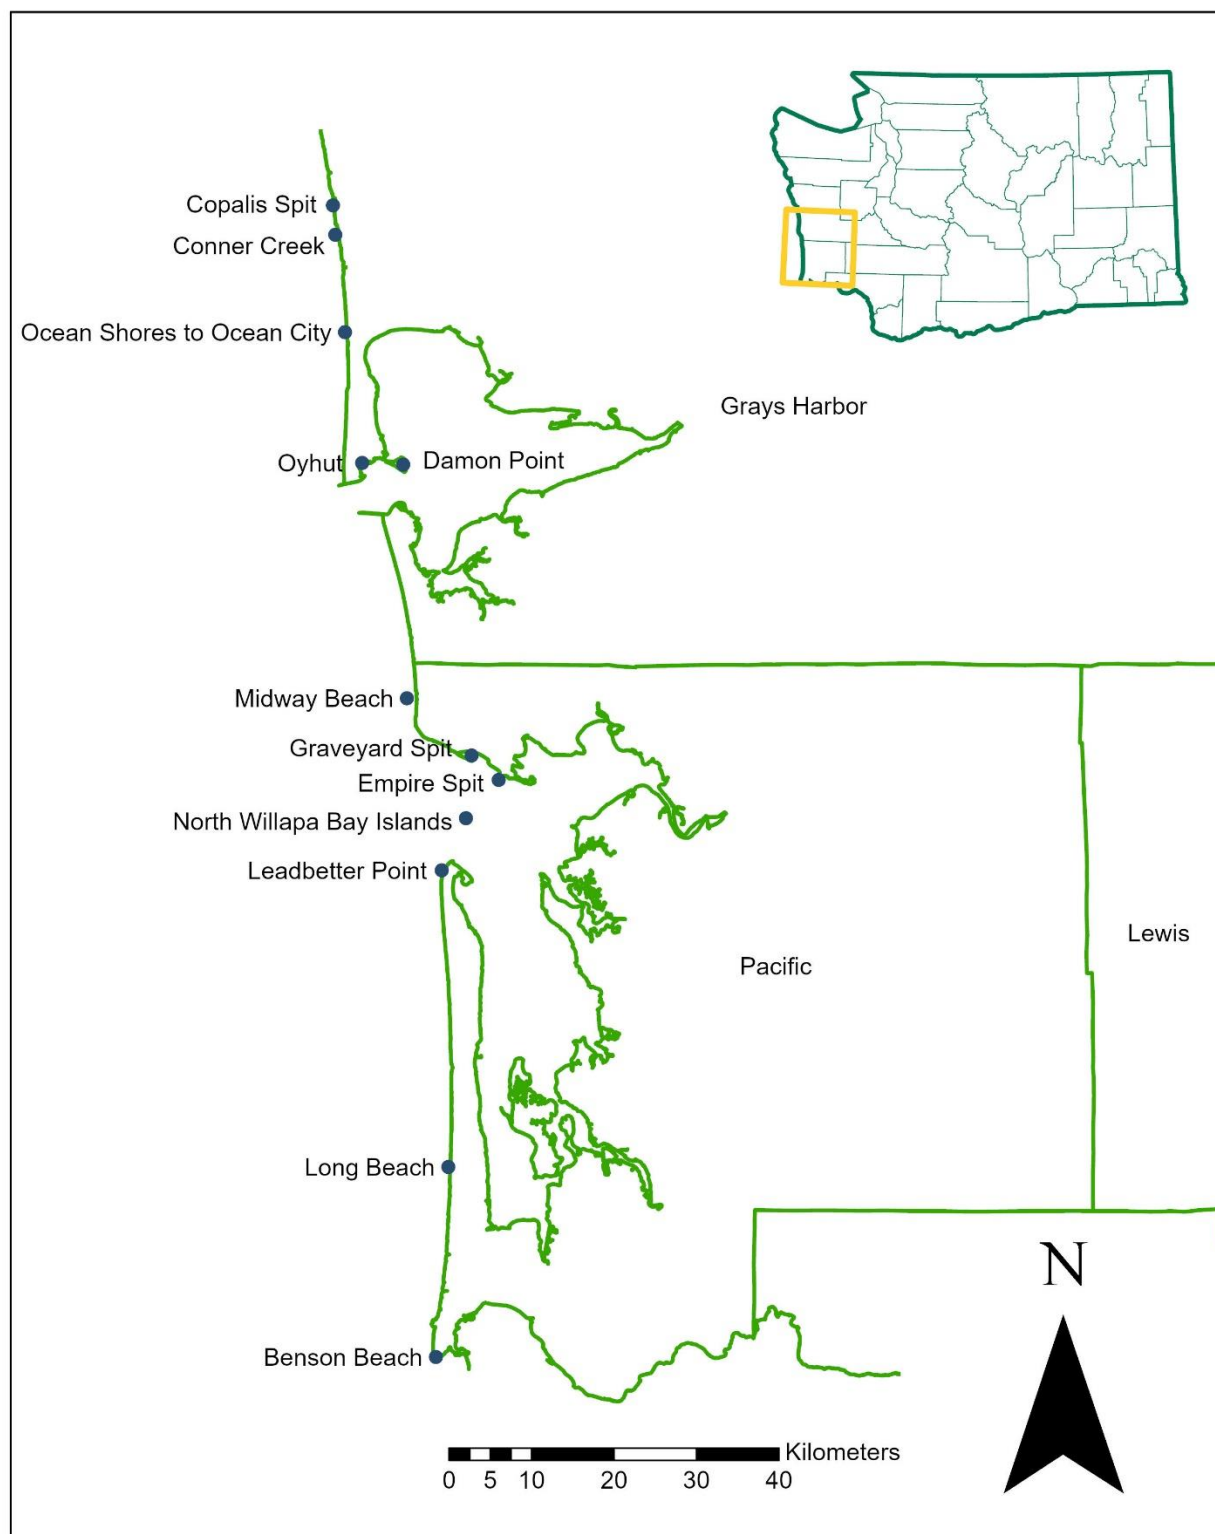 Copalis Spit
Conner Creek
Ocean Shores to Ocean City
Grays Harbor
Oyhut
Damon Point
Midway Beach
Graveyard Spit
Empire Spit
North Willapa Bay Islands
Leadbetter Point
Lewis
Pacific
Long Beach
N
Benson Beach
Kilometers
0 5 10 20 30 40